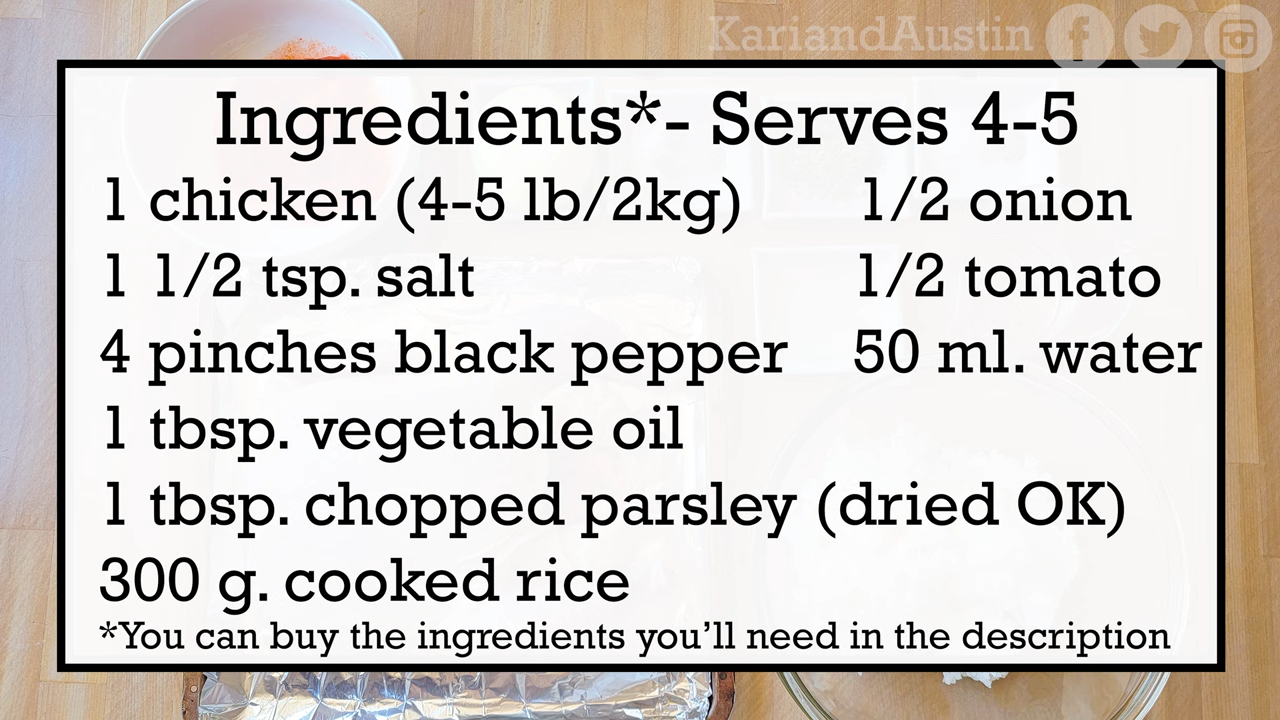 KariandAustin
Ingredients*- Serves 4-5
1 chicken (4-5 lb/2kg)
1 1/2 tsp. salt
4 pinches black pepper
1 tbsp. vegetable oil
1 tbsp. chopped parsley (dried OK)
300 g. cooked rice
1/2 onion
1/2 tomato
50 ml. water
*You can buy the ingredients you'll need in the description